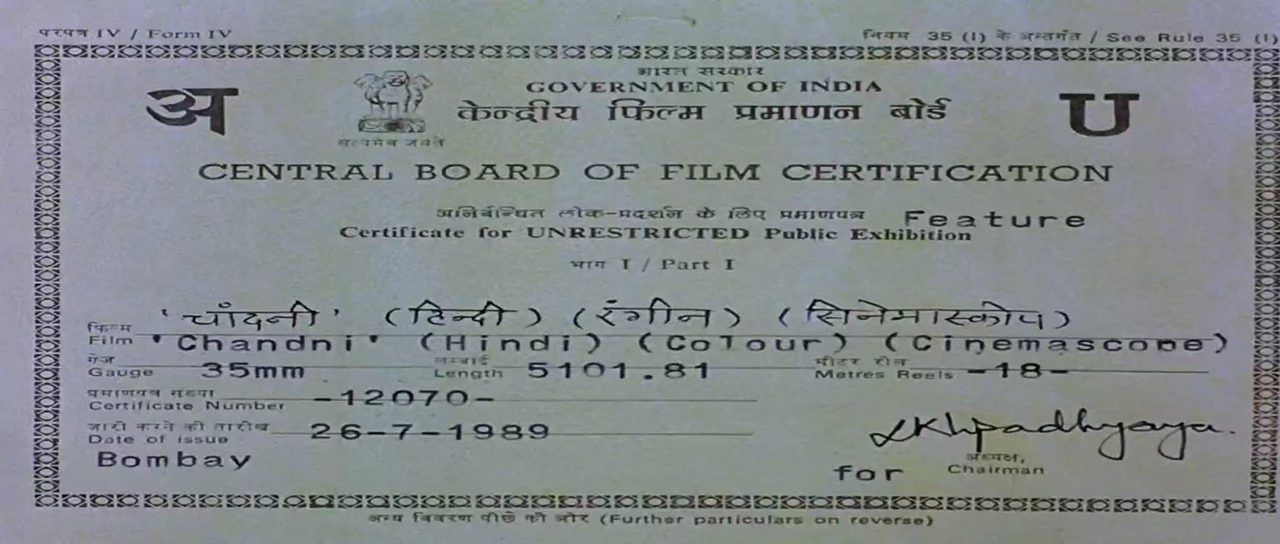 परपत्र IV / Form IV
नियम 35 (I) के अन्तर्गत / See Rule 35 (I)
भारत सरकार
GOVERNMENT OF INDIA
अ
केन्द्रीय फिल्म प्रमाणन बोर्ड
U
सत्यमेव जयते
CENTRAL BOARD OF FILM CERTIFICATION
अनिर्बन्धित लोक-प्रदर्शन के लिए प्रमाणपत्र Feature
Certificate for UNRESTRICTED Public Exhibition
भाग I / Part I
फिल्म 'चाँदनी' (हिन्दी) (रंगीन) (सिनेमास्कोप)
Film 'Chandni' (Hindi) (Colour) (Cinemascope)
गेज लम्बाई मीटर रील
Gauge 35mm Length 5101.81 Metres Reels -18-
प्रमाणपत्र संख्या
Certificate Number -12070-
जारी करने की तारीख
Date of issue 26-7-1989
Bombay
अध्यक्ष,
for Chairman
अन्य विवरण पीछे की ओर (Further particulars on reverse)